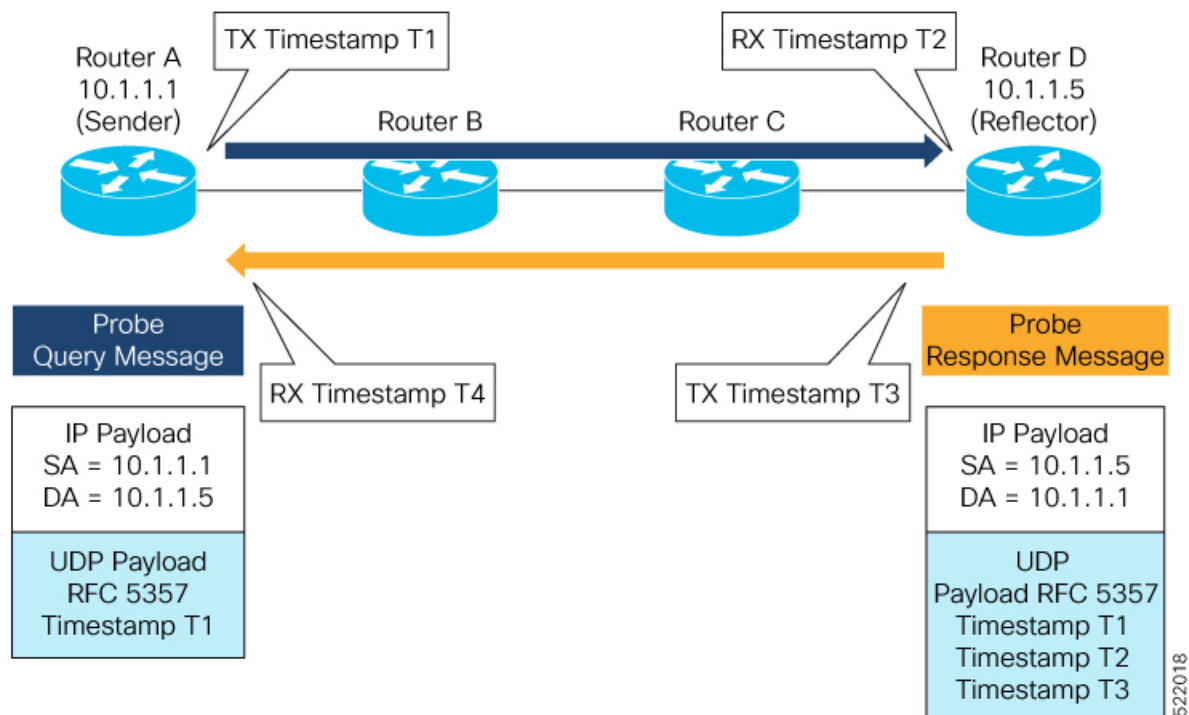 TX Timestamp T1
RX Timestamp T2
Router A
10.1.1.1
(Sender)
Router B
Router C
Router D
10.1.1.5
(Reflector)
Probe
Query Message
RX Timestamp T4
TX Timestamp T3
Probe
Response Message
IP Payload
SA = 10.1.1.1
DA = 10.1.1.5
UDP Payload
RFC 5357
Timestamp T1
IP Payload
SA = 10.1.1.5
DA = 10.1.1.1
UDP
Payload RFC 5357
Timestamp T1
Timestamp T2
Timestamp T3
522018